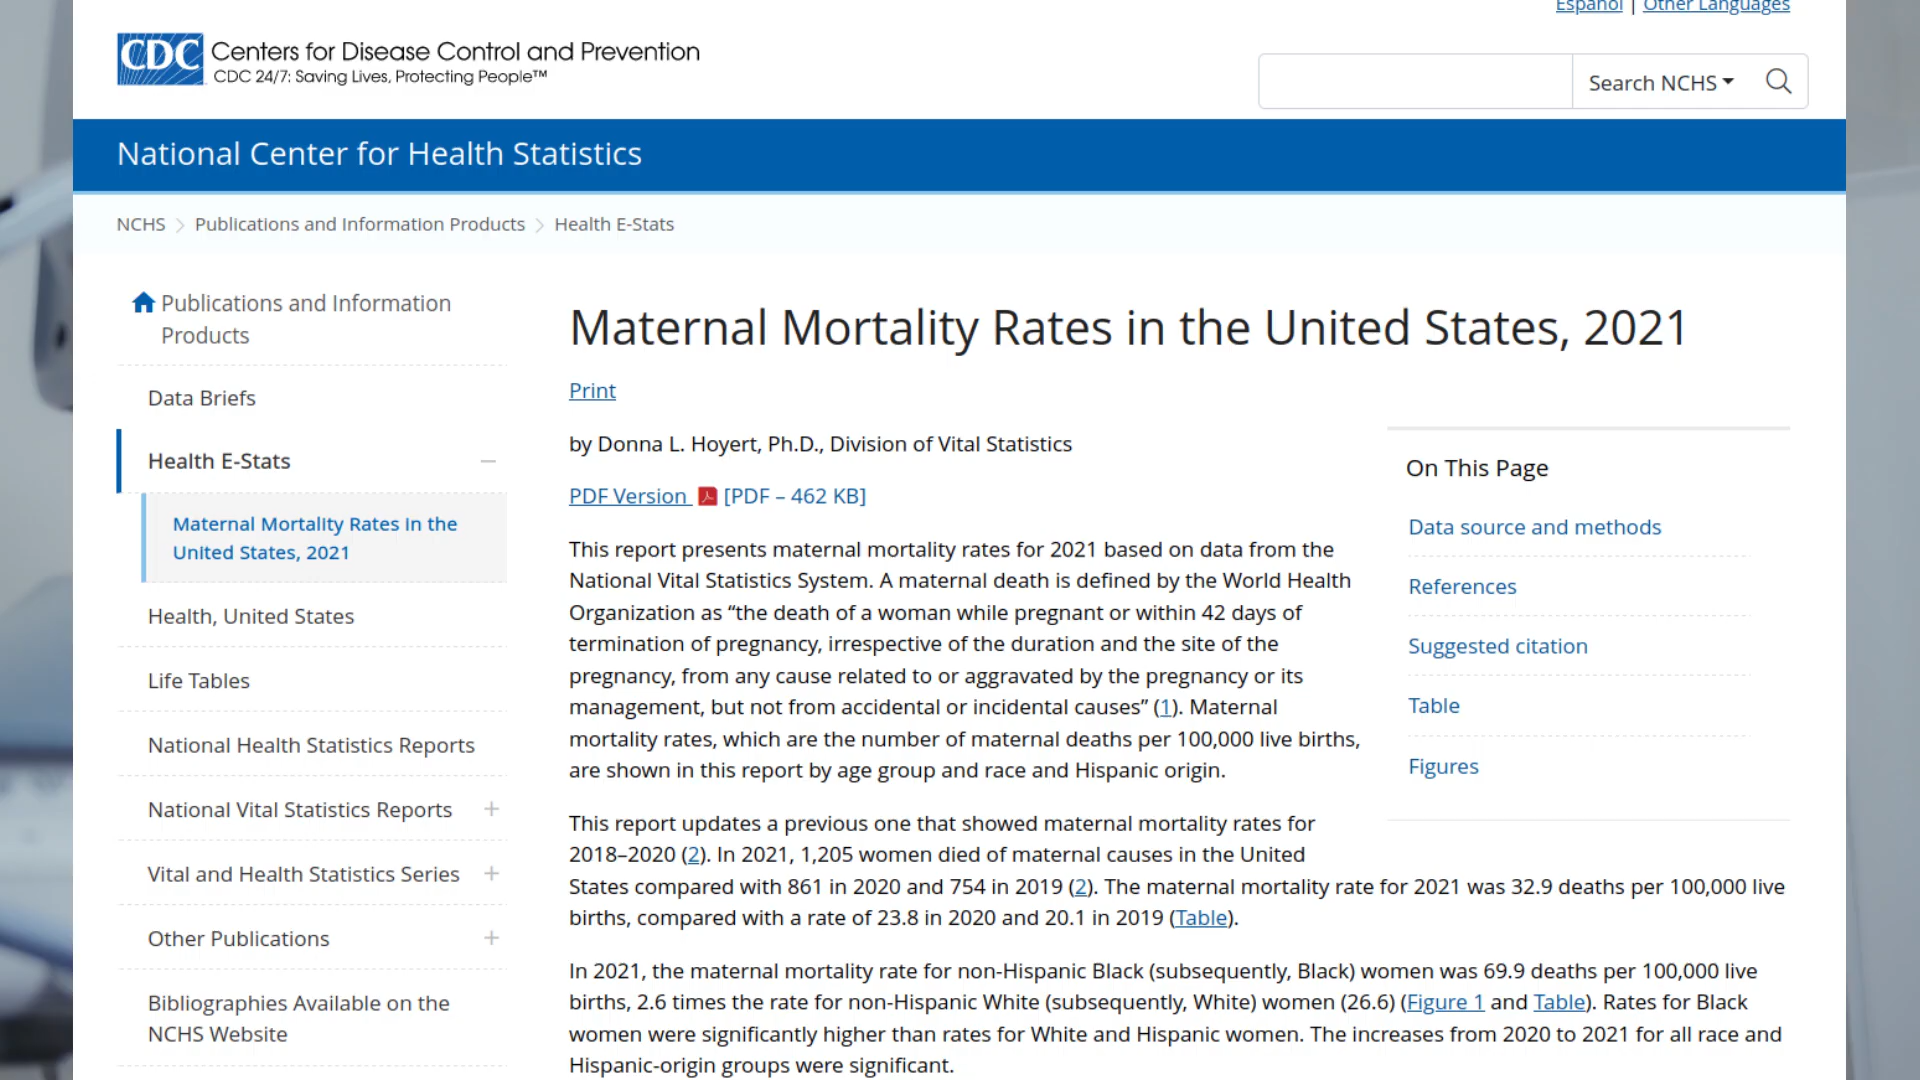 Español | Other Languages
CDC Centers for Disease Control and Prevention
CDC 24/7: Saving Lives, Protecting People™
Search NCHS
National Center for Health Statistics
NCHS > Publications and Information Products > Health E-Stats
Publications and Information
Products
Data Briefs
Health E-Stats
Maternal Mortality Rates in the
United States, 2021
Health, United States
Life Tables
National Health Statistics Reports
National Vital Statistics Reports +
Vital and Health Statistics Series +
Other Publications +
Bibliographies Available on the
NCHS Website
Maternal Mortality Rates in the United States, 2021
Print
by Donna L. Hoyert, Ph.D., Division of Vital Statistics
PDF Version [PDF – 462 KB]
This report presents maternal mortality rates for 2021 based on data from the
National Vital Statistics System. A maternal death is defined by the World Health
Organization as “the death of a woman while pregnant or within 42 days of
termination of pregnancy, irrespective of the duration and the site of the
pregnancy, from any cause related to or aggravated by the pregnancy or its
management, but not from accidental or incidental causes” (1). Maternal
mortality rates, which are the number of maternal deaths per 100,000 live births,
are shown in this report by age group and race and Hispanic origin.
This report updates a previous one that showed maternal mortality rates for
2018–2020 (2). In 2021, 1,205 women died of maternal causes in the United
States compared with 861 in 2020 and 754 in 2019 (2). The maternal mortality rate for 2021 was 32.9 deaths per 100,000 live
births, compared with a rate of 23.8 in 2020 and 20.1 in 2019 (Table).
In 2021, the maternal mortality rate for non-Hispanic Black (subsequently, Black) women was 69.9 deaths per 100,000 live
births, 2.6 times the rate for non-Hispanic White (subsequently, White) women (26.6) (Figure 1 and Table). Rates for Black
women were significantly higher than rates for White and Hispanic women. The increases from 2020 to 2021 for all race and
Hispanic-origin groups were significant.
On This Page
Data source and methods
References
Suggested citation
Table
Figures